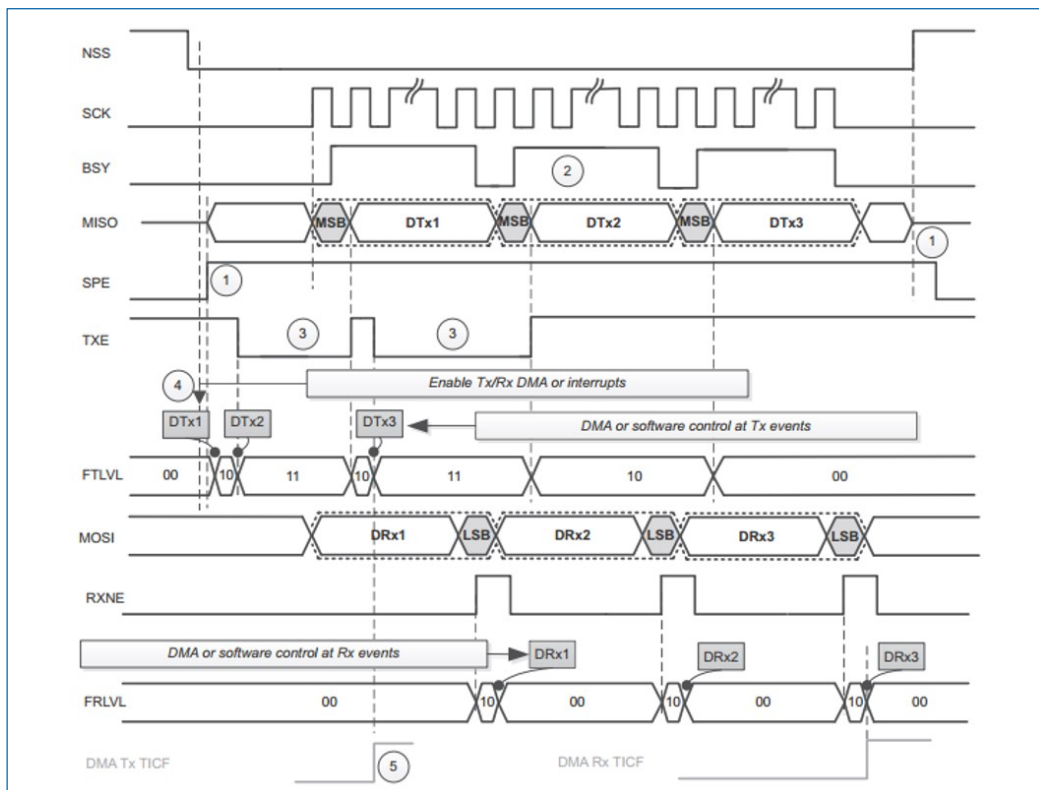 NSS
SCK
BSY
2
MISO
MSB
DTx1
MSB
DTx2
MSB
DTx3
1
SPE
1
TXE
3
3
4
Enable Tx/Rx DMA or interrupts
DTx1
DTx2
DTx3
DMA or software control at Tx events
FTLVL
00
10
11
10
11
10
00
MOSI
DRx1
LSB
DRx2
LSB
DRx3
LSB
RXNE
DMA or software control at Rx events
DRx1
DRx2
DRx3
FRLVL
00
10
00
10
00
10
00
DMA Tx TICF
5
DMA Rx TICF